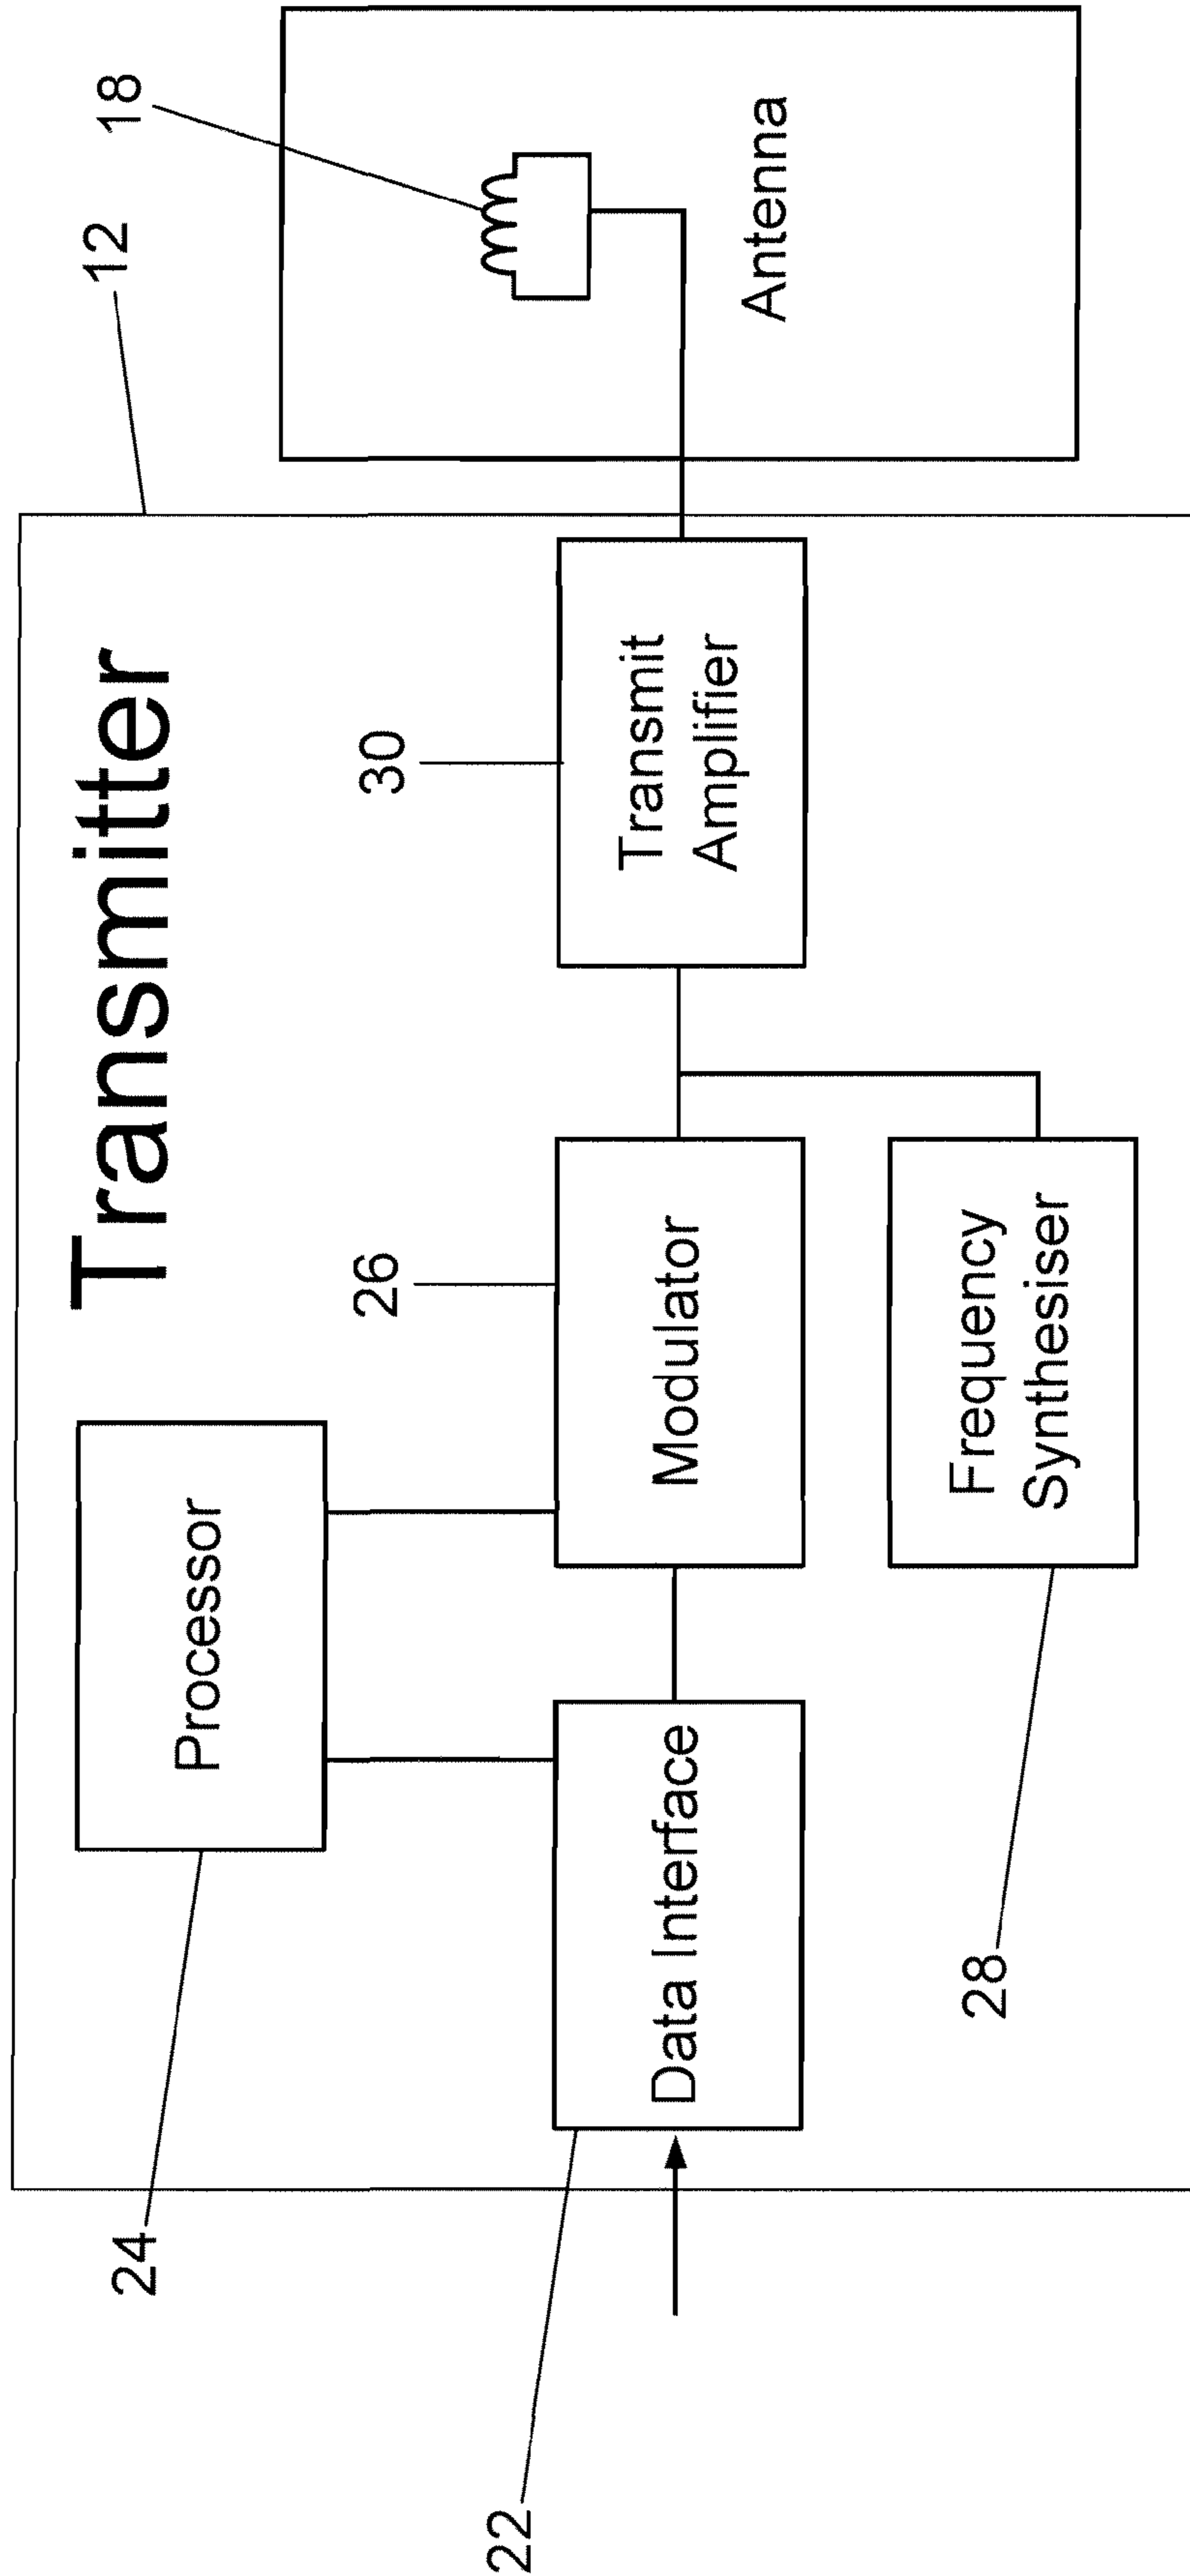 12
18
Transmitter
24
Processor
30
26
22
Data Interface
Modulator
Transmit
Amplifier
Antenna
28
Frequency
Synthesiser